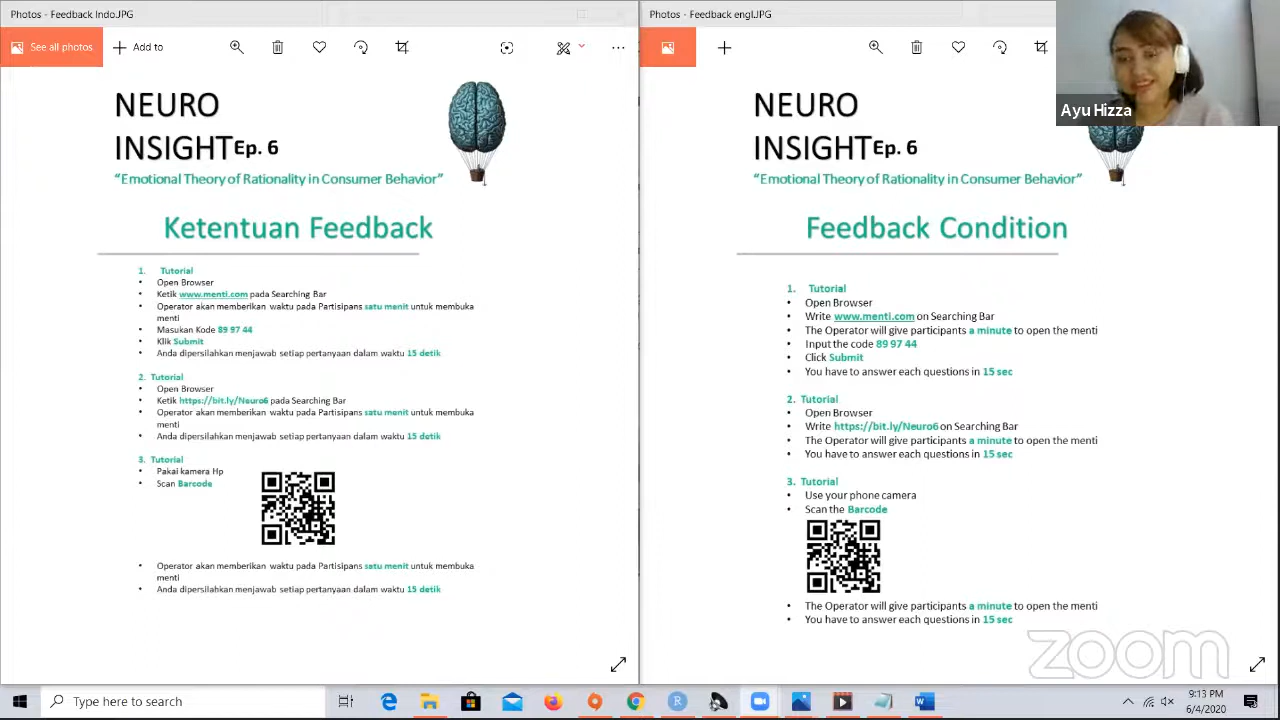 Photos - Feedback Indo.JPG
See all photos
Add to
NEURO
INSIGHT Ep. 6
“Emotional Theory of Rationality in Consumer Behavior”
Ketentuan Feedback
1. Tutorial
• Open Browser
• Ketik www.menti.com pada Searching Bar
• Operator akan memberikan waktu pada Partisipans satu menit untuk membuka
menti
• Masukan Kode 89 97 44
• Klik Submit
• Anda dipersilahkan menjawab setiap pertanyaan dalam waktu 15 detik
2. Tutorial
• Open Browser
• Ketik https://bit.ly/Neuro6 pada Searching Bar
• Operator akan memberikan waktu pada Partisipans satu menit untuk membuka
menti
• Anda dipersilahkan menjawab setiap pertanyaan dalam waktu 15 detik
3. Tutorial
• Pakai kamera Hp
• Scan Barcode
• Operator akan memberikan waktu pada Partisipans satu menit untuk membuka
menti
• Anda dipersilahkan menjawab setiap pertanyaan dalam waktu 15 detik
Photos - Feedback engl.JPG
Ayu Hizza
NEURO
INSIGHT Ep. 6
“Emotional Theory of Rationality in Consumer Behavior”
Feedback Condition
1. Tutorial
• Open Browser
• Write www.menti.com on Searching Bar
• The Operator will give participants a minute to open the menti
• Input the code 89 97 44
• Click Submit
• You have to answer each questions in 15 sec
2. Tutorial
• Open Browser
• Write https://bit.ly/Neuro6 on Searching Bar
• The Operator will give participants a minute to open the menti
• You have to answer each questions in 15 sec
3. Tutorial
• Use your phone camera
• Scan the Barcode
• The Operator will give participants a minute to open the menti
• You have to answer each questions in 15 sec
zoom
Type here to search
9:13 PM
6/4/2020